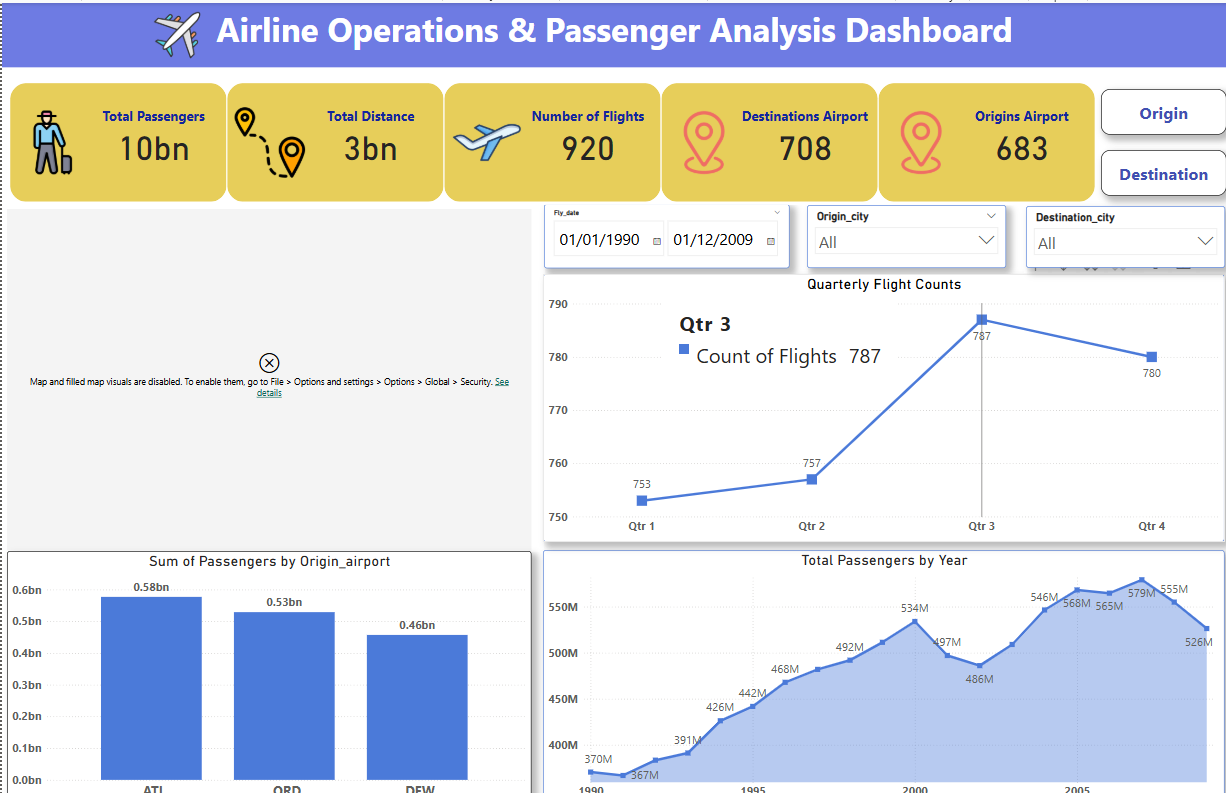 Airline Operations & Passenger Analysis Dashboard
Total Passengers
10bn
Total Distance
3bn
Number of Flights
920
Destinations Airport
708
Origins Airport
683
Origin
Destination
Fly_date
01/01/1990
01/12/2009
Origin_city
All
Destination_city
All
Map and filled map visuals are disabled. To enable them, go to File > Options and settings > Options > Global > Security. See
details
Quarterly Flight Counts
790
780
770
760
750
Qtr 3
Count of Flights 787
753
757
787
780
Qtr 1
Qtr 2
Qtr 3
Qtr 4
Sum of Passengers by Origin_airport
0.6bn
0.5bn
0.4bn
0.3bn
0.2bn
0.1bn
0.0bn
0.58bn
0.53bn
0.46bn
ATL
ORD
DFW
Total Passengers by Year
550M
500M
450M
400M
370M
367M
391M
426M
442M
468M
492M
534M
497M
486M
546M
568M
565M
579M
555M
526M
1990
1995
2000
2005